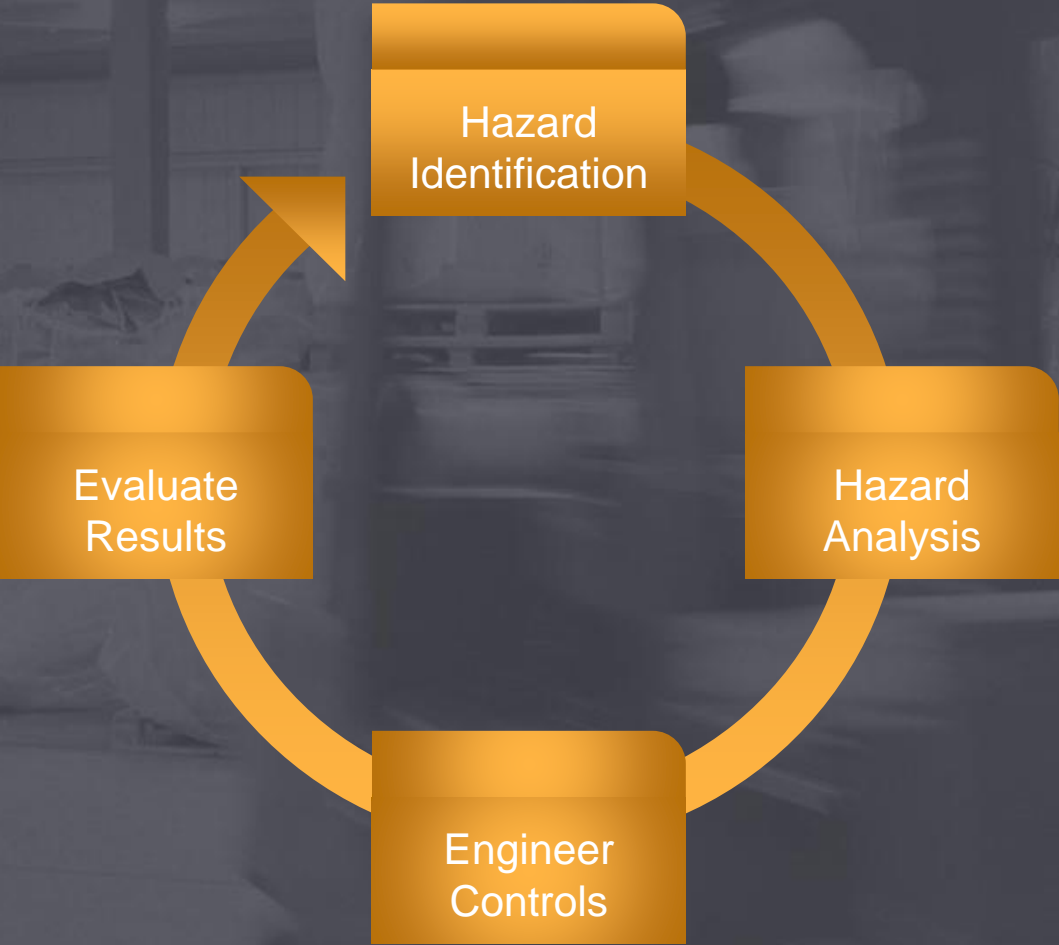 Hazard
Identification
Hazard
Analysis
Engineer
Controls
Evaluate
Results